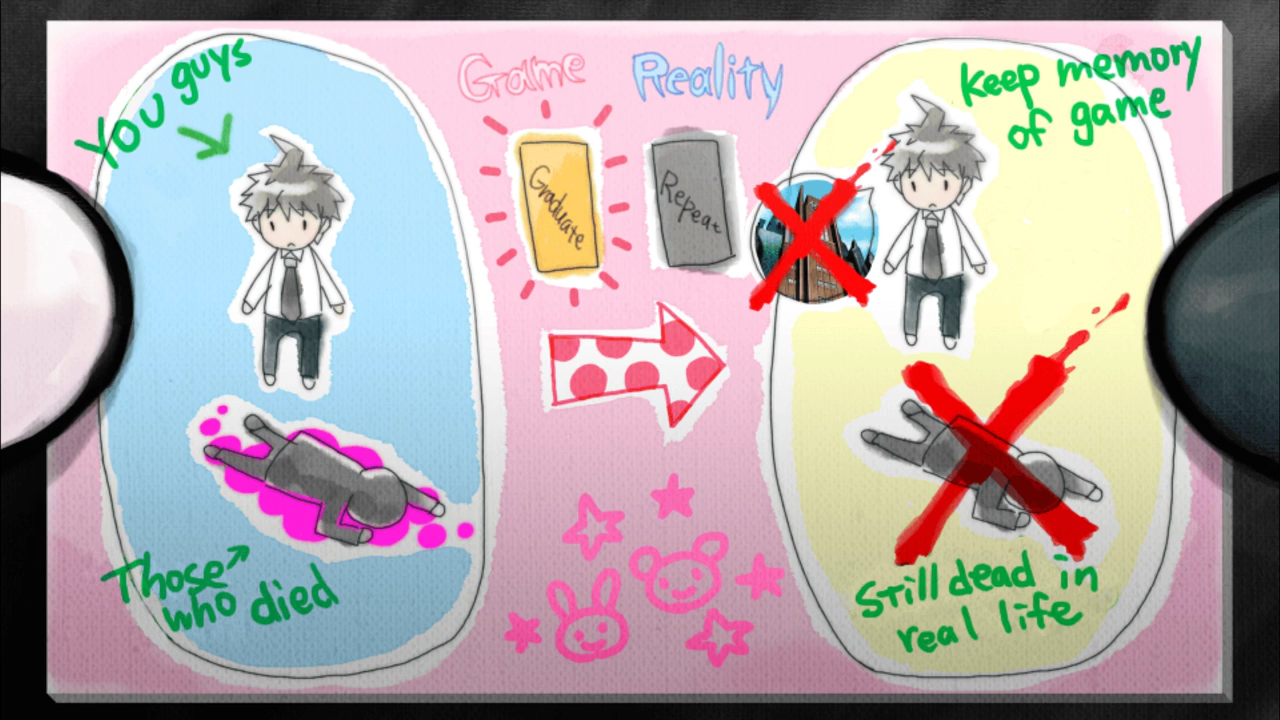 You guys
Game
Reality
Keep memory
of game
Graduate
Repeat
Those
who died
Still dead in
real life